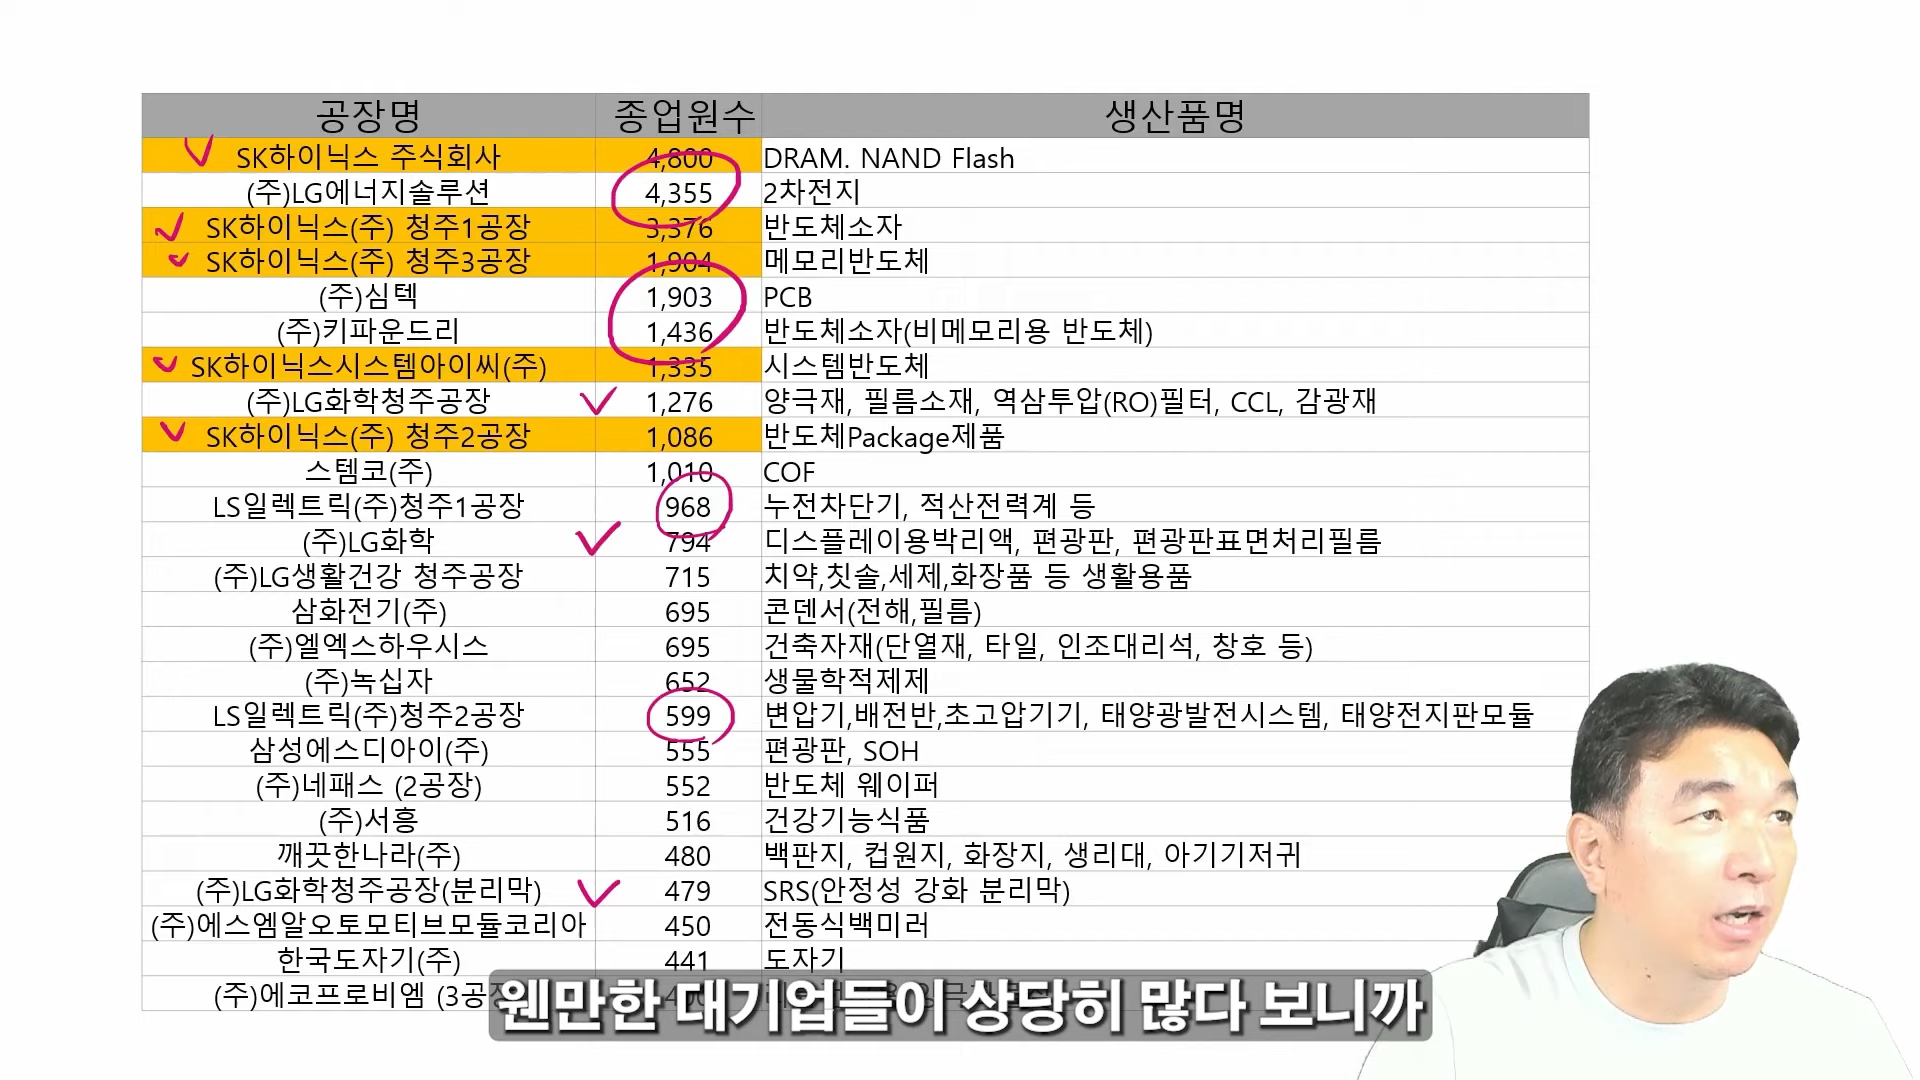 공장명 종업원수 생산품명
SK하이닉스 주식회사 4,800 DRAM. NAND Flash
(주)LG에너지솔루션 4,355 2차전지
SK하이닉스(주) 청주1공장 3,376 반도체소자
SK하이닉스(주) 청주3공장 1,904 메모리반도체
(주)심텍 1,903 PCB
(주)키파운드리 1,436 반도체소자(비메모리용 반도체)
SK하이닉스시스템아이씨(주) 1,335 시스템반도체
(주)LG화학청주공장 1,276 양극재, 필름소재, 역삼투압(RO)필터, CCL, 감광재
SK하이닉스(주) 청주2공장 1,086 반도체Package제품
스템코(주) 1,010 COF
LS일렉트릭(주)청주1공장 968 누전차단기, 적산전력계 등
(주)LG화학 794 디스플레이용박리액, 편광판, 편광판표면처리필름
(주)LG생활건강 청주공장 715 치약,칫솔,세제,화장품 등 생활용품
삼화전기(주) 695 콘덴서(전해,필름)
(주)엘엑스하우시스 695 건축자재(단열재, 타일, 인조대리석, 창호 등)
(주)녹십자 652 생물학적제제
LS일렉트릭(주)청주2공장 599 변압기,배전반,초고압기기, 태양광발전시스템, 태양전지판모듈
삼성에스디아이(주) 555 편광판, SOH
(주)네패스 (2공장) 552 반도체 웨이퍼
(주)서흥 516 건강기능식품
깨끗한나라(주) 480 백판지, 컵원지, 화장지, 생리대, 아기기저귀
(주)LG화학청주공장(분리막) 479 SRS(안정성 강화 분리막)
(주)에스엠알오토모티브모듈코리아 450 전동식백미러
한국도자기(주) 441 도자기
(주)에코프로비엠 (3공장
웬만한 대기업들이 상당히 많다 보니까